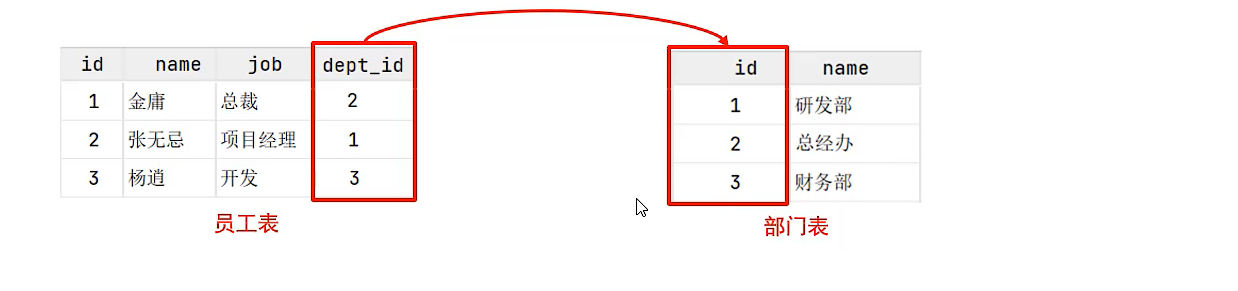 id name job dept_id
1 金庸 总裁 2
2 张无忌 项目经理 1
3 杨逍 开发 3
员工表
id name
1 研发部
2 总经办
3 财务部
部门表